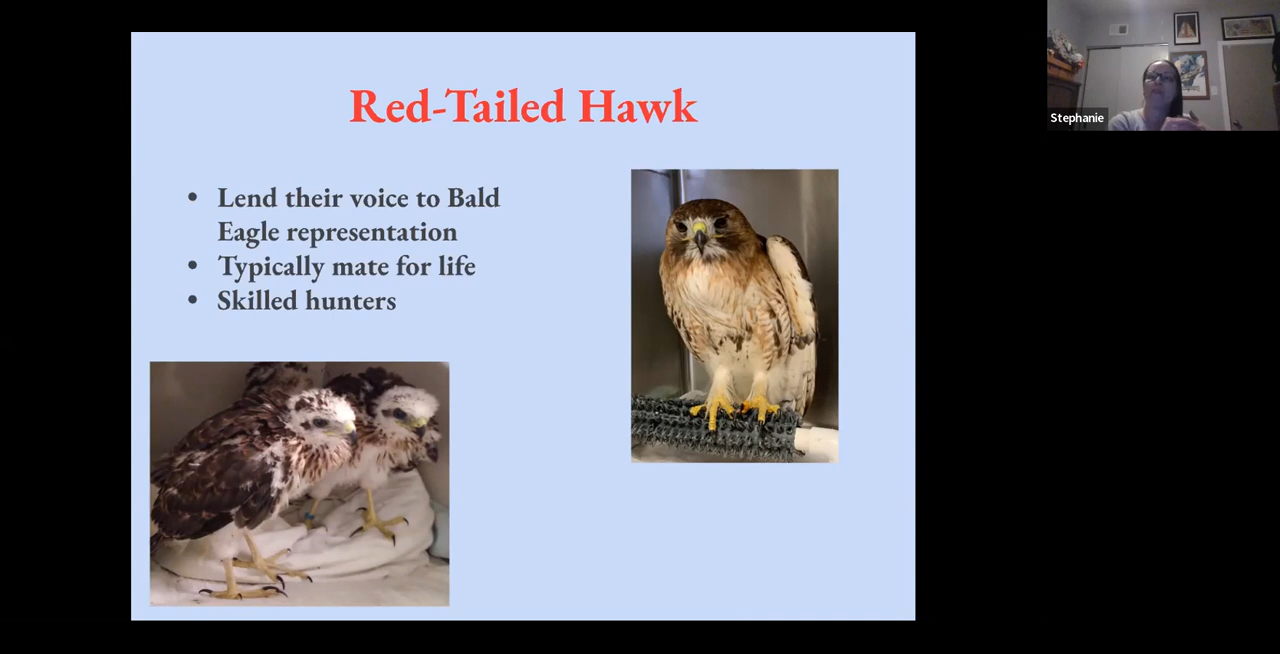 Red-Tailed Hawk
• Lend their voice to Bald
Eagle representation
• Typically mate for life
• Skilled hunters
Stephanie